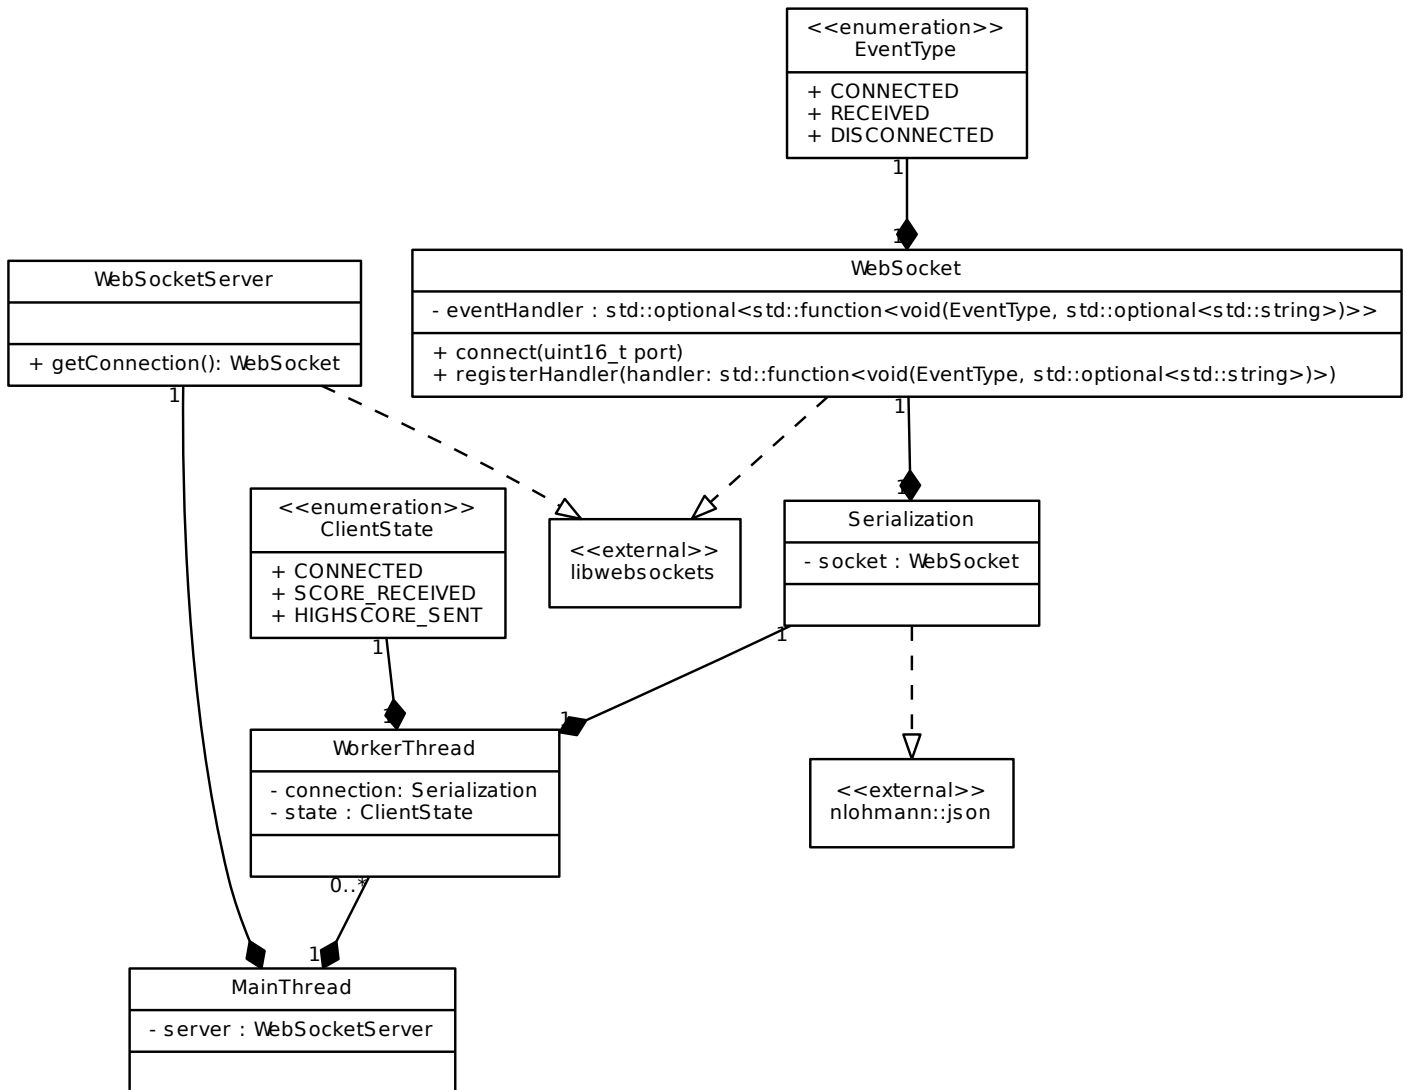 <<enumeration>>
EventType
+ CONNECTED
+ RECEIVED
+ DISCONNECTED
1
1
WebSocket
- eventHandler : std::optional<std::function<void(EventType, std::optional<std::string>)>>
+ connect(uint16_t port)
+ registerHandler(handler: std::function<void(EventType, std::optional<std::string>)>)
WebSocketServer
+ getConnection(): WebSocket
1
1
1
<<enumeration>>
ClientState
+ CONNECTED
+ SCORE_RECEIVED
+ HIGHSCORE_SENT
<<external>>
libwebsockets
Serialization
- socket : WebSocket
1
1
1
1
WorkerThread
- connection: Serialization
- state : ClientState
<<external>>
nlohmann::json
0..*
1
MainThread
- server : WebSocketServer